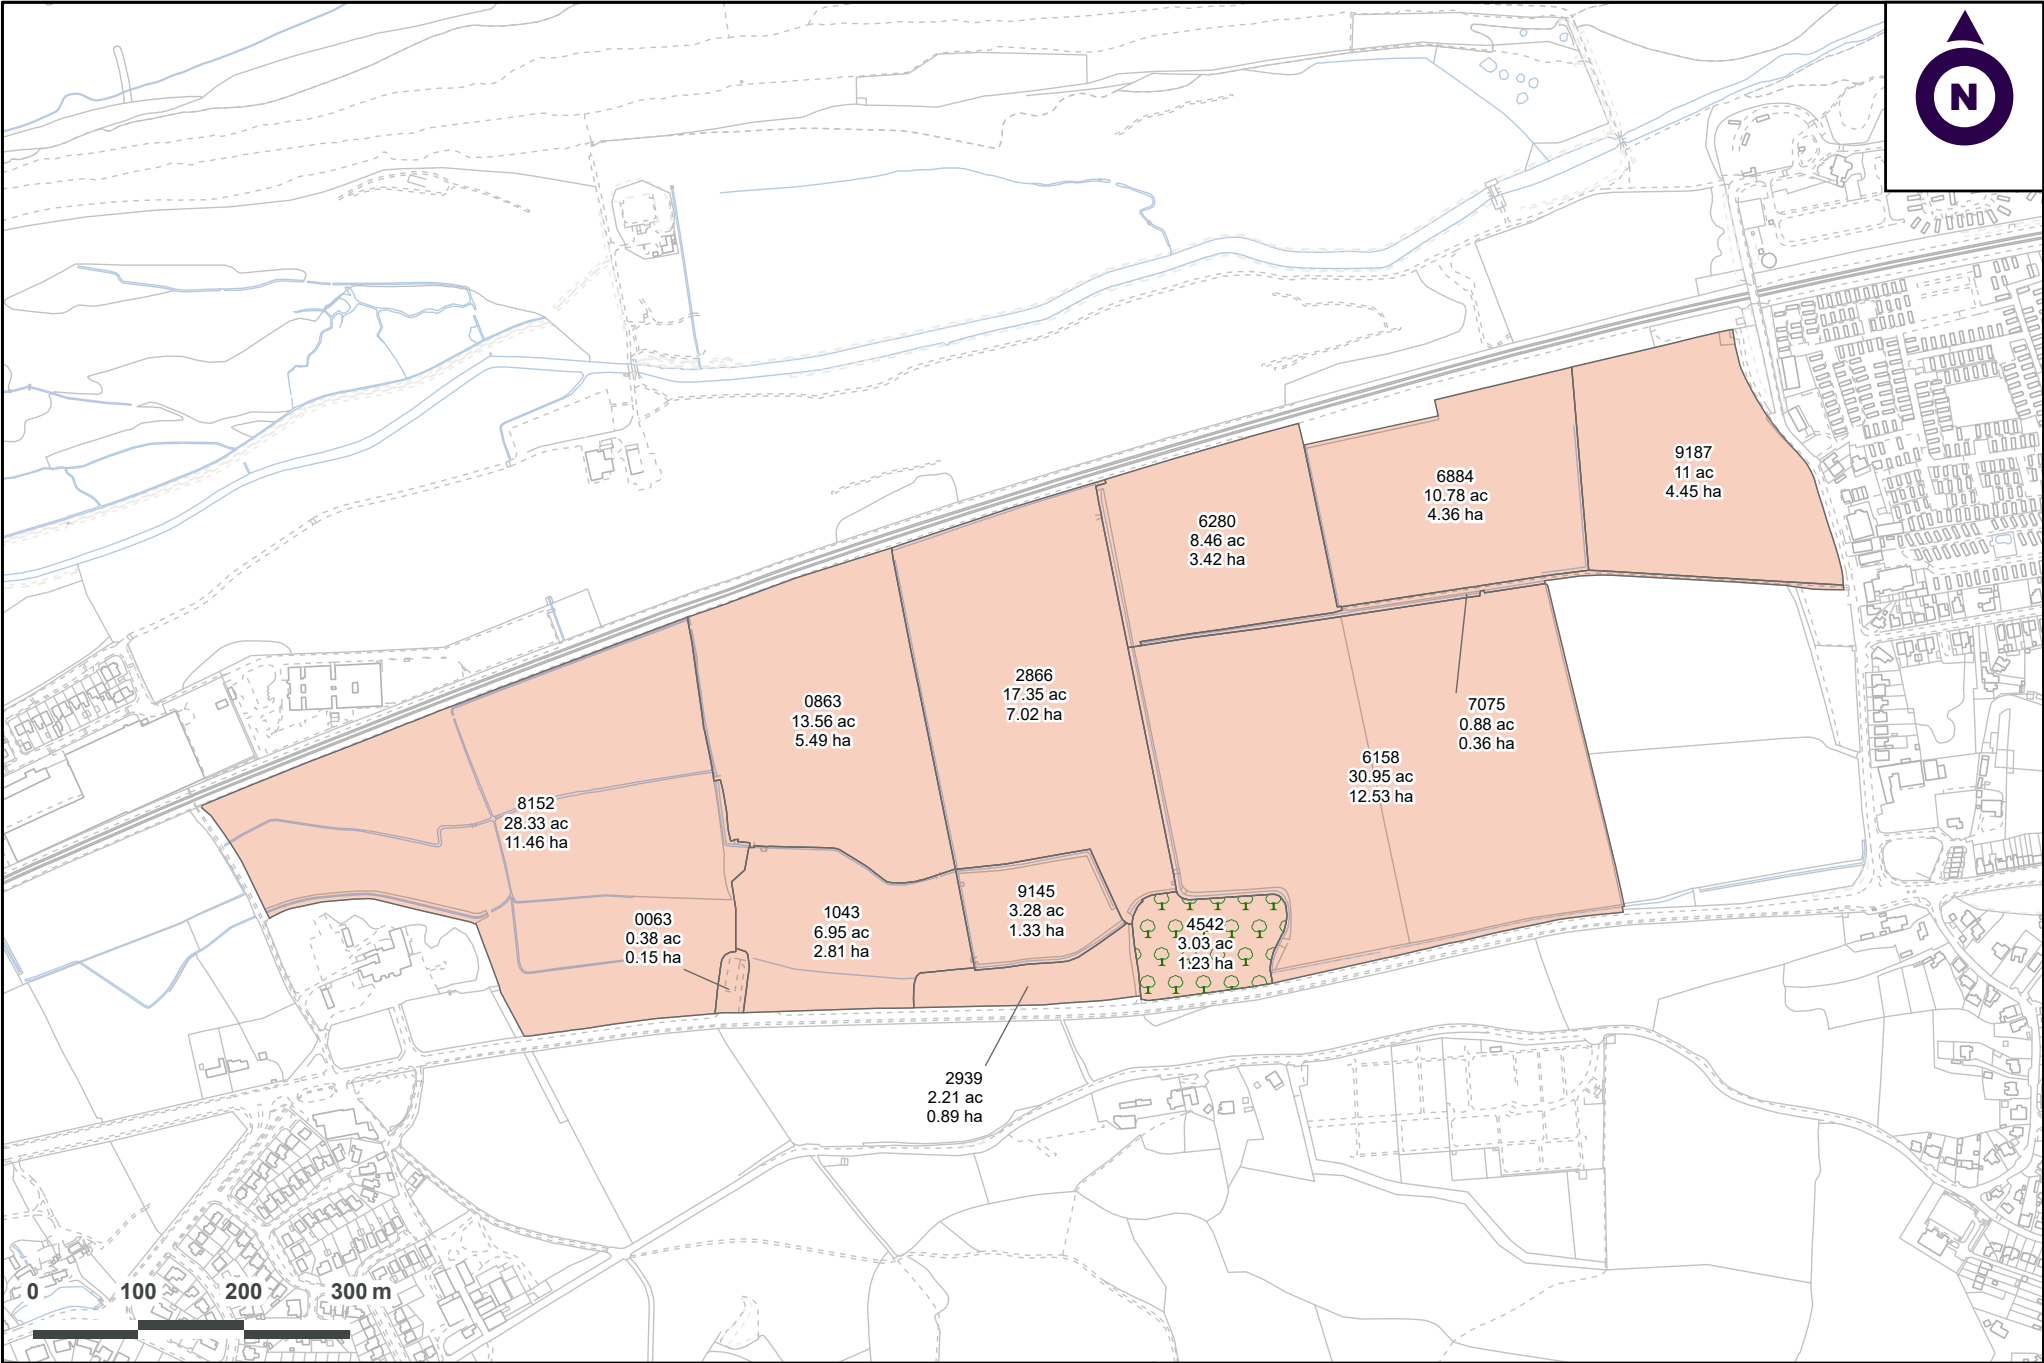 N
9187
11 ac
4.45 ha
6884
10.78 ac
4.36 ha
6280
8.46 ac
3.42 ha
2866
17.35 ac
7.02 ha
0863
13.56 ac
5.49 ha
7075
0.88 ac
0.36 ha
6158
30.95 ac
12.53 ha
8152
28.33 ac
11.46 ha
9145
3.28 ac
1.33 ha
1043
6.95 ac
2.81 ha
0063
0.38 ac
0.15 ha
4542
3.03 ac
1.23 ha
2939
2.21 ac
0.89 ha
0 100 200 300 m